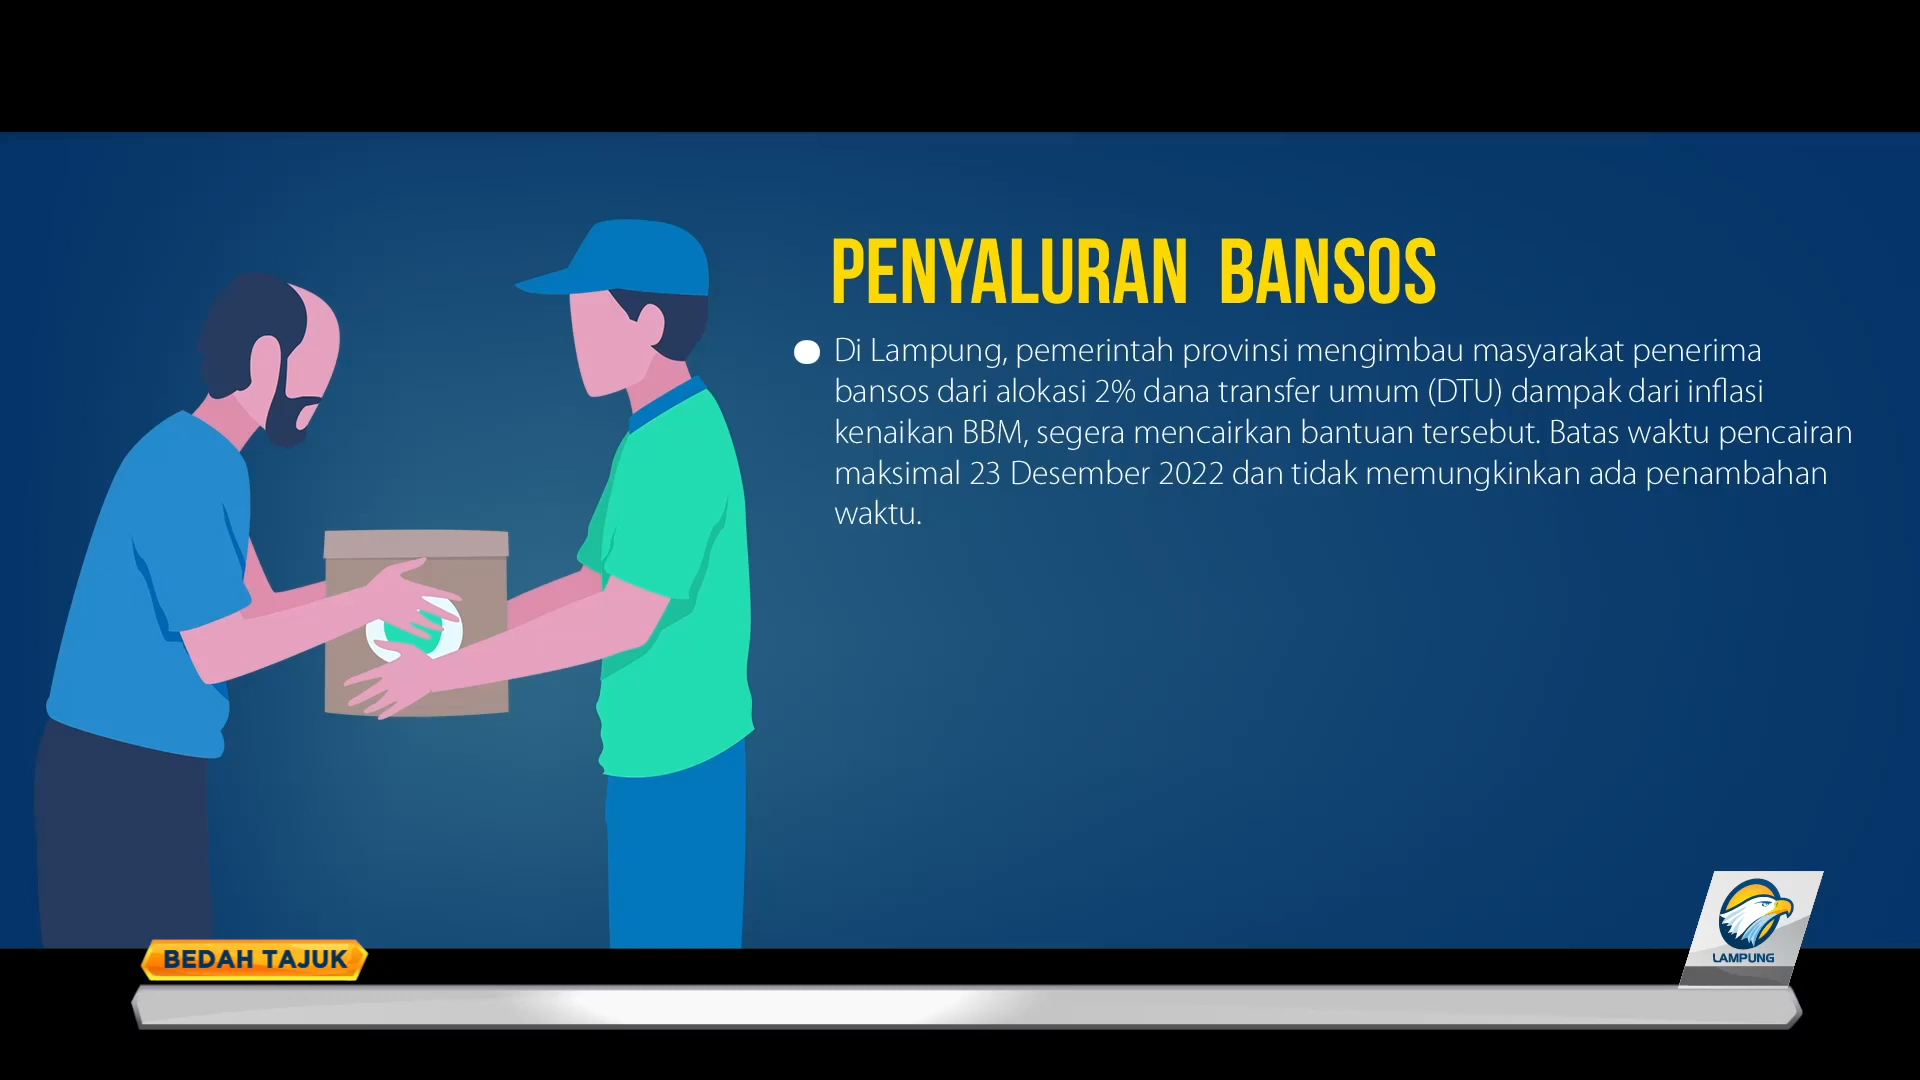 PENYALURAN BANSOS
Di Lampung, pemerintah provinsi mengimbau masyarakat penerima
bansos dari alokasi 2% dana transfer umum (DTU) dampak dari inflasi
kenaikan BBM, segera mencairkan bantuan tersebut. Batas waktu pencairan
maksimal 23 Desember 2022 dan tidak memungkinkan ada penambahan
waktu.
BEDAH TAJUK
LAMPUNG